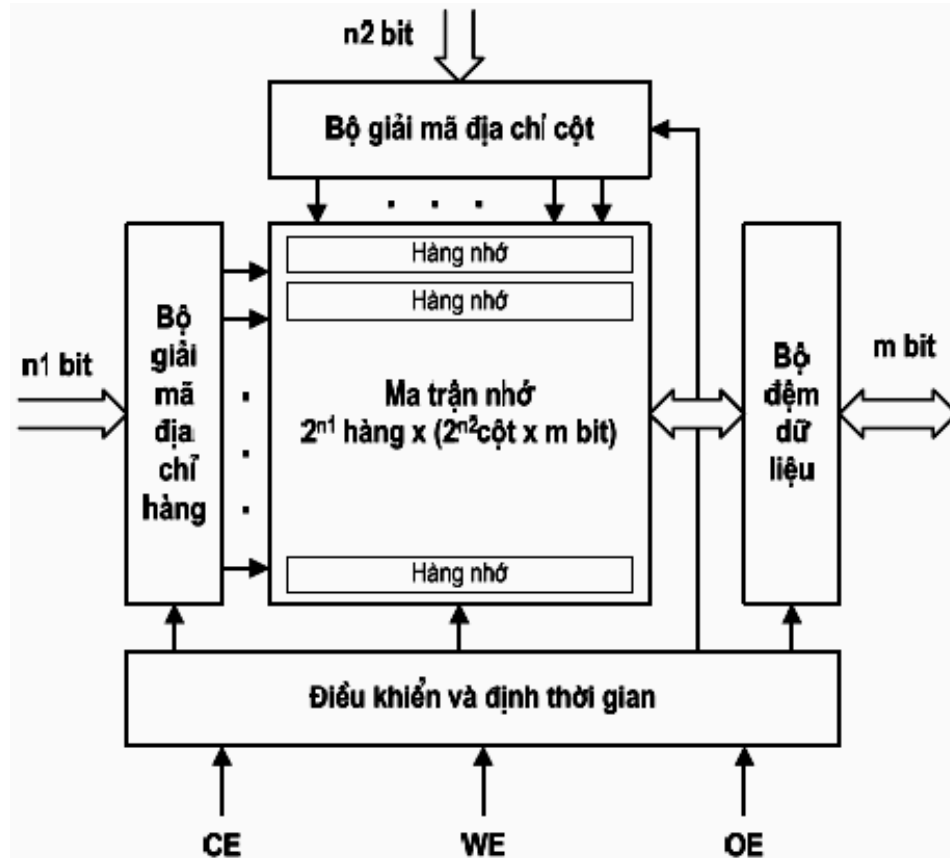 n2 bit
Bộ giải mã địa chỉ cột
. . .
Hàng nhớ
Hàng nhớ
Bộ
giải
mã
địa
chỉ
hàng
n1 bit
Ma trận nhớ
2ⁿ¹ hàng x (2ⁿ²cột x m bit)
Bộ
đệm
dữ
liệu
m bit
Hàng nhớ
Điều khiển và định thời gian
CE WE OE